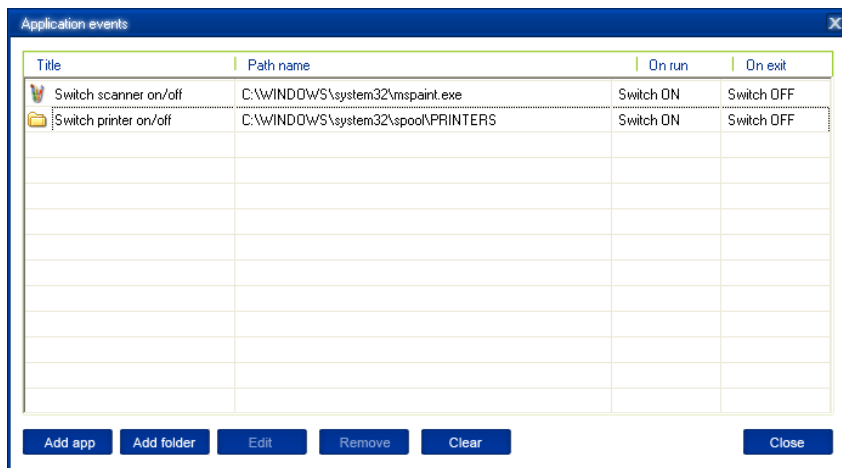 Application events
Title Path name On run On exit
Switch scanner on/off C:\WINDOWS\system32\mspaint.exe Switch ON Switch OFF
Switch printer on/off C:\WINDOWS\system32\spool\PRINTERS Switch ON Switch OFF
Add app Add folder Edit Remove Clear Close